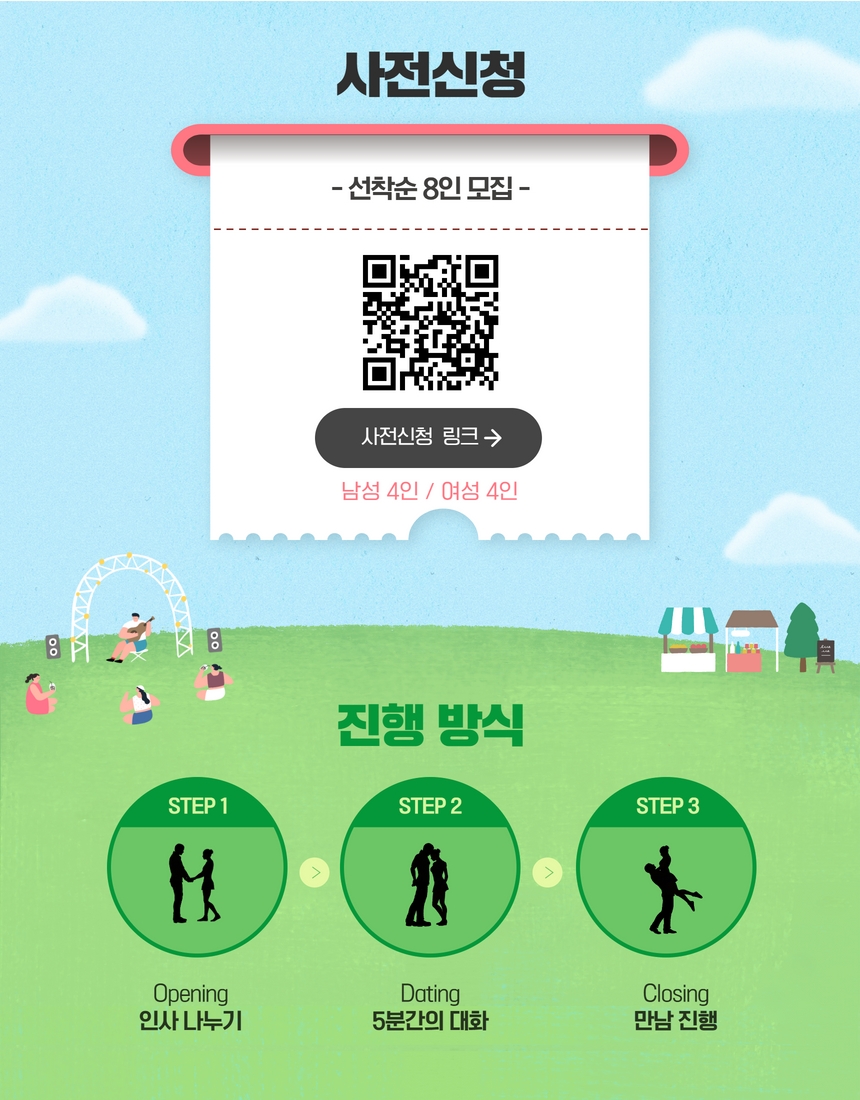 사전신청
- 선착순 8인 모집 -
사전신청 링크
남성 4인 / 여성 4인
진행 방식
STEP 1
STEP 2
STEP 3
Opening
인사 나누기
Dating
5분간의 대화
Closing
만남 진행